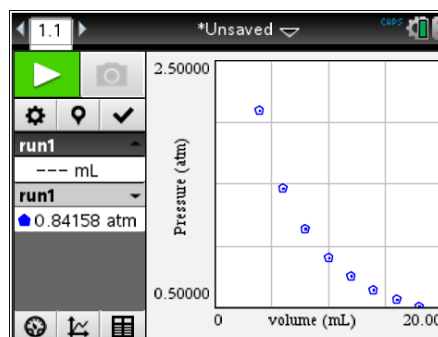 1.1 *Unsaved CAPS
2.50000
run1
--- mL
run1
0.84158 atm
Pressure (atm)
0.50000
0 volume (mL) 20.00